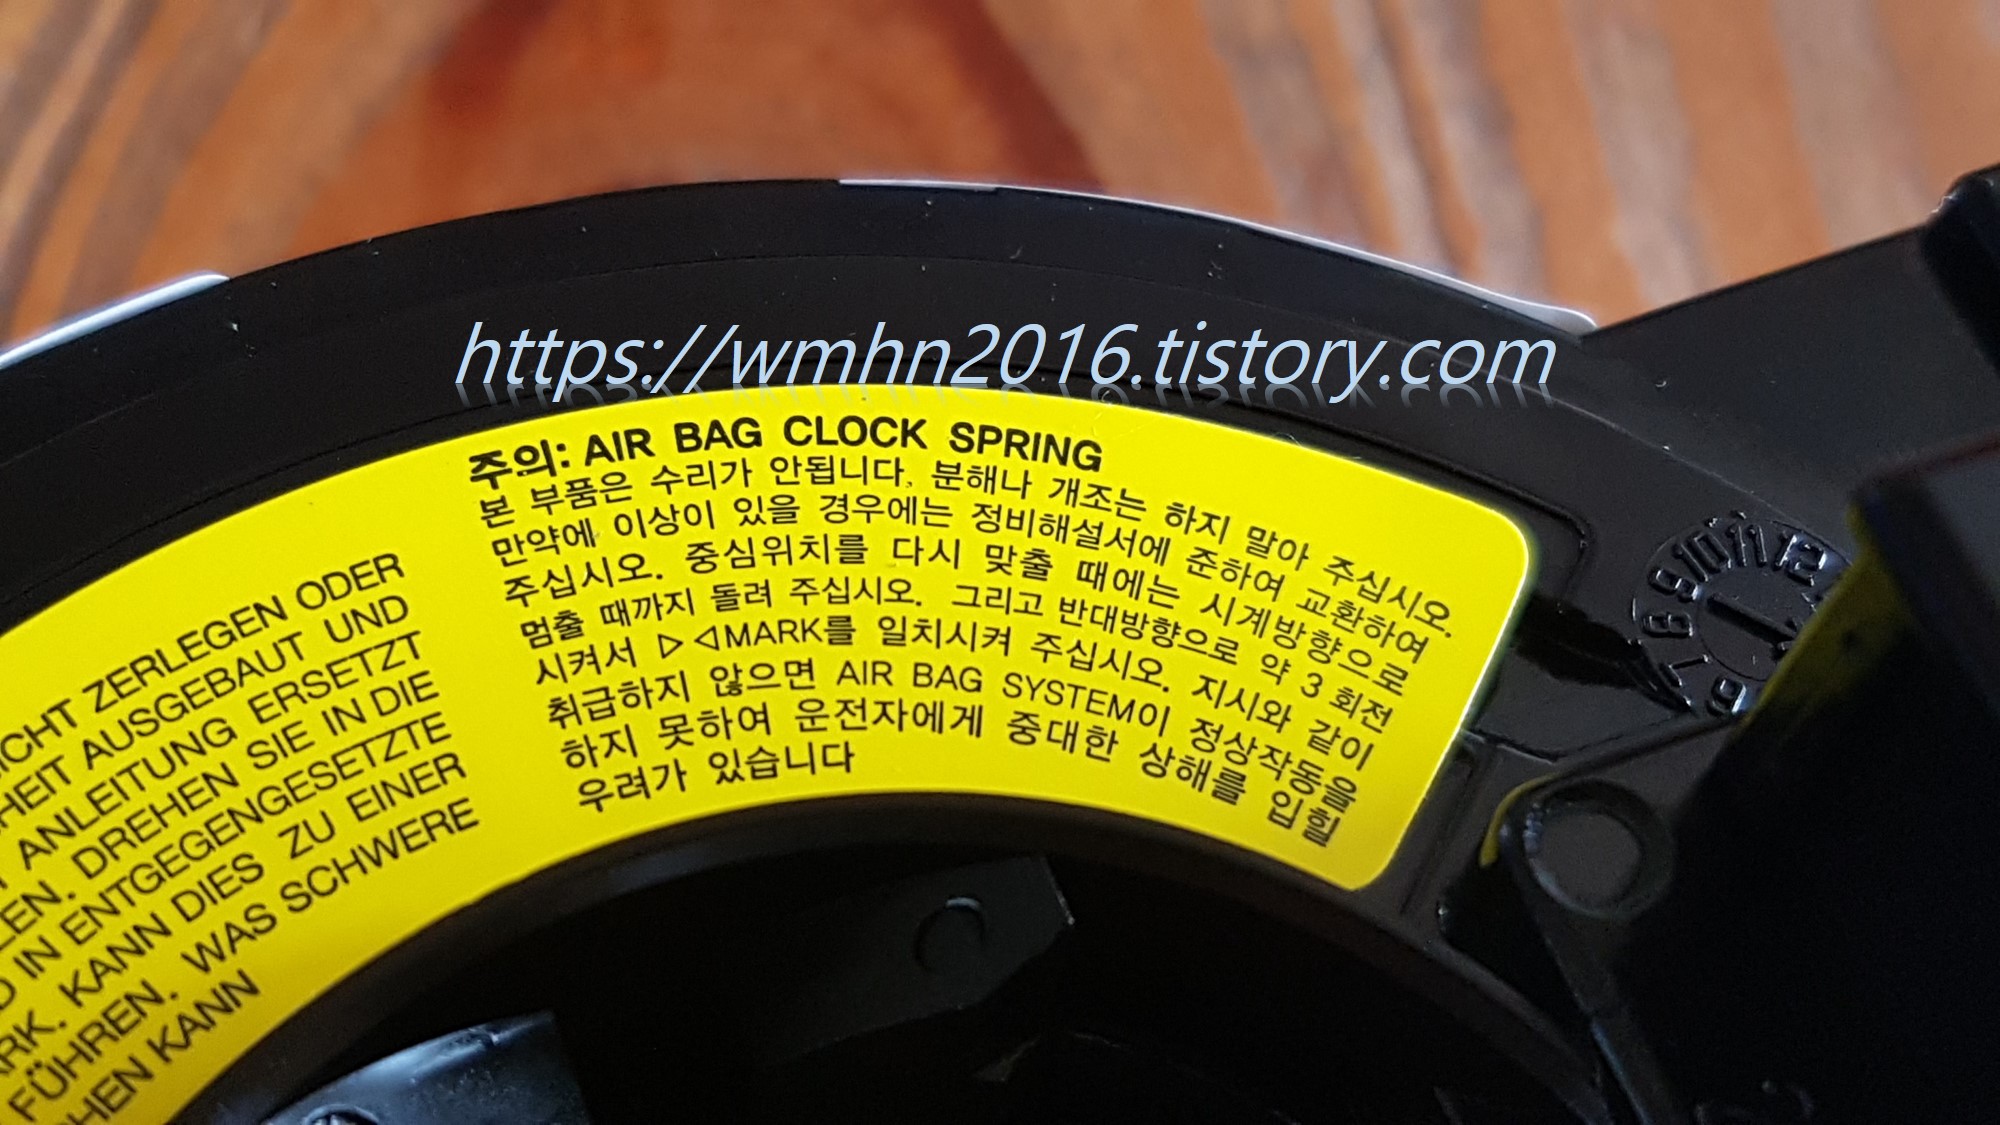 https://wmhn2016.tistory.com
주의: AIR BAG CLOCK SPRING
본 부품은 수리가 안됩니다. 분해나 개조는 하지 말아 주십시오.
만약에 이상이 있을 경우에는 정비해설서에 준하여 교환하여
주십시오. 중심위치를 다시 맞출 때에는 시계방향으로
멈출 때까지 돌려 주십시오. 그리고 반대방향으로 약 3 회전
시켜서 ▷◁MARK를 일치시켜 주십시오. 지시와 같이
취급하지 않으면 AIR BAG SYSTEM이 정상작동을
하지 못하여 운전자에게 중대한 상해를 입힐
우려가 있습니다
ZERLEGEN ODER
AUSGEBAUT UND
ANLEITUNG ERSETZT
DREHEN SIE IN DIE
IN ENTGEGENGESETZTE
KANN DIES ZU EINER
FÜHREN. WAS SCHWERE
KANN
6 7 8 9 10 11 12